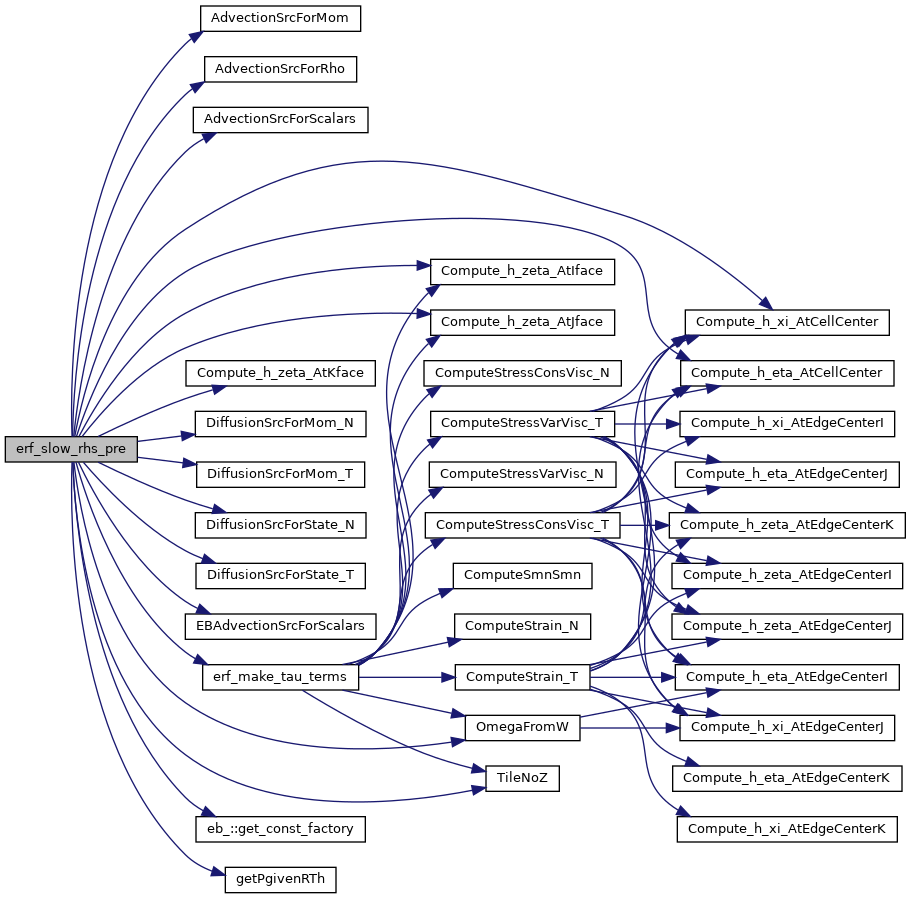 AdvectionSrcForMom
AdvectionSrcForRho
AdvectionSrcForScalars
Compute_h_zeta_AtIface
Compute_h_zeta_AtJface
Compute_h_xi_AtCellCenter
Compute_h_zeta_AtKface
ComputeStressConsVisc_N
Compute_h_eta_AtCellCenter
DiffusionSrcForMom_N
ComputeStressVarVisc_T
Compute_h_xi_AtEdgeCenterI
erf_slow_rhs_pre
DiffusionSrcForMom_T
ComputeStressVarVisc_N
Compute_h_eta_AtEdgeCenterJ
DiffusionSrcForState_N
ComputeStressConsVisc_T
Compute_h_zeta_AtEdgeCenterK
DiffusionSrcForState_T
ComputeSmnSmn
Compute_h_zeta_AtEdgeCenterI
EBAdvectionSrcForScalars
ComputeStrain_N
Compute_h_zeta_AtEdgeCenterJ
erf_make_tau_terms
ComputeStrain_T
Compute_h_eta_AtEdgeCenterI
OmegaFromW
Compute_h_xi_AtEdgeCenterJ
TileNoZ
Compute_h_eta_AtEdgeCenterK
eb_::get_const_factory
Compute_h_xi_AtEdgeCenterK
getPgivenRTh